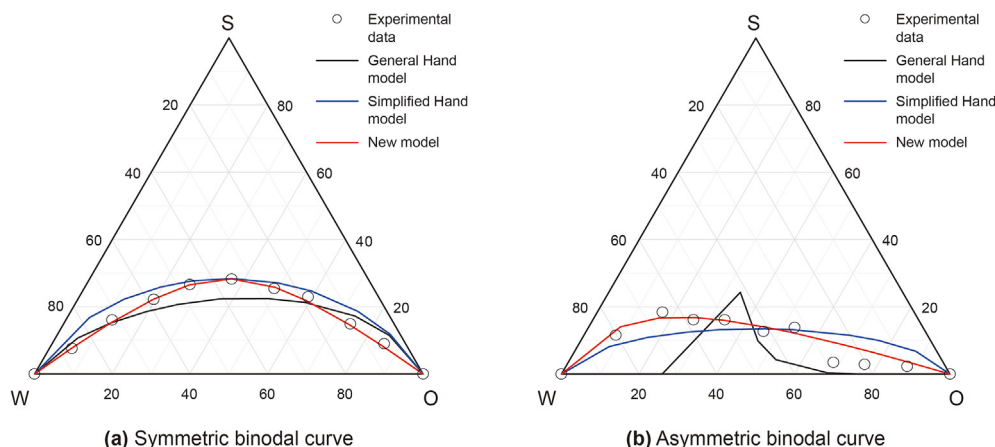 S
Experimental
data
General Hand
model
Simplified Hand
model
New model
20
80
40
60
60
40
80
20
W
20
40
60
80
O
(a) Symmetric binodal curve
S
Experimental
data
General Hand
model
Simplified Hand
model
New model
20
80
40
60
60
40
80
20
W
20
40
60
80
O
(b) Asymmetric binodal curve